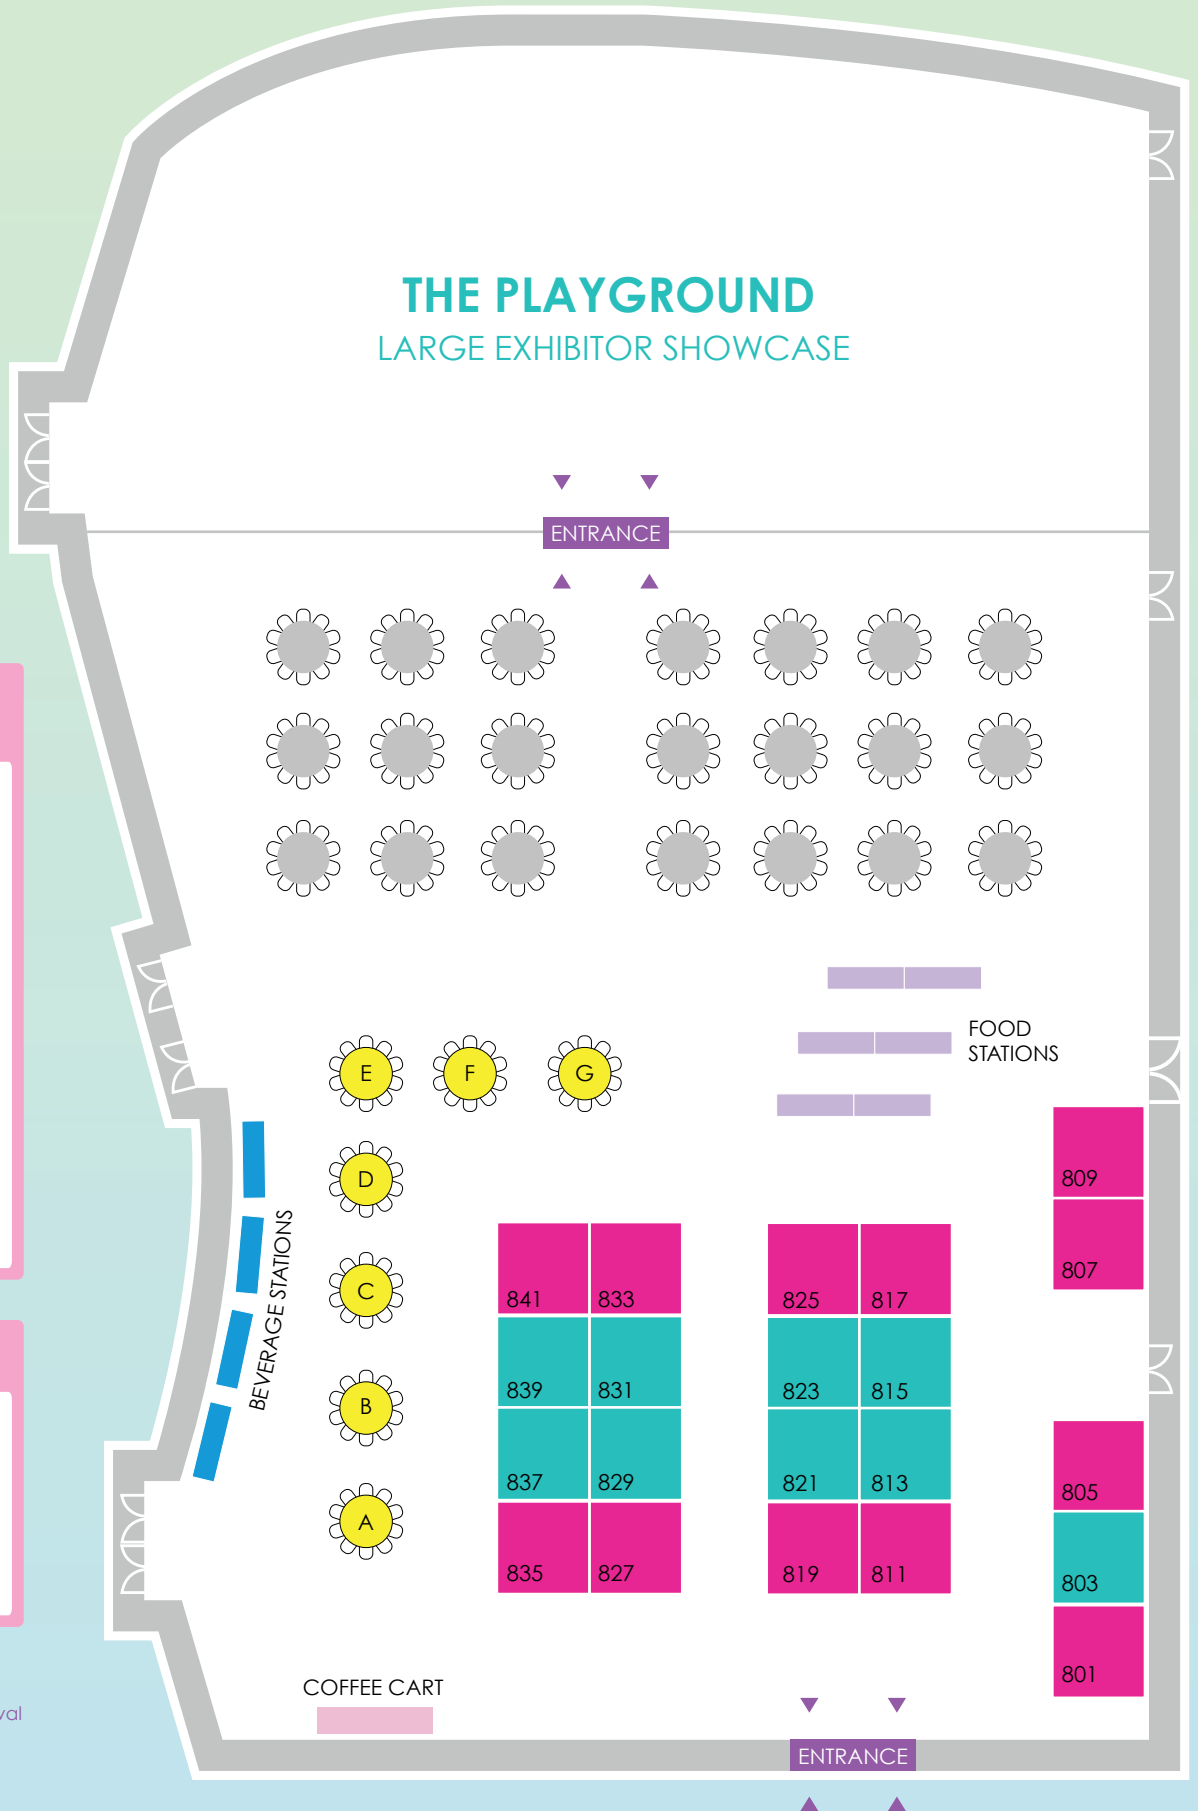 THE PLAYGROUND
LARGE EXHIBITOR SHOWCASE
ENTRANCE
FOOD
STATIONS
E
F
G
D
C
B
A
BEVERAGE STATIONS
809
807
841
833
825
817
839
831
823
815
837
829
821
813
805
835
827
819
811
803
801
COFFEE CART
val
ENTRANCE